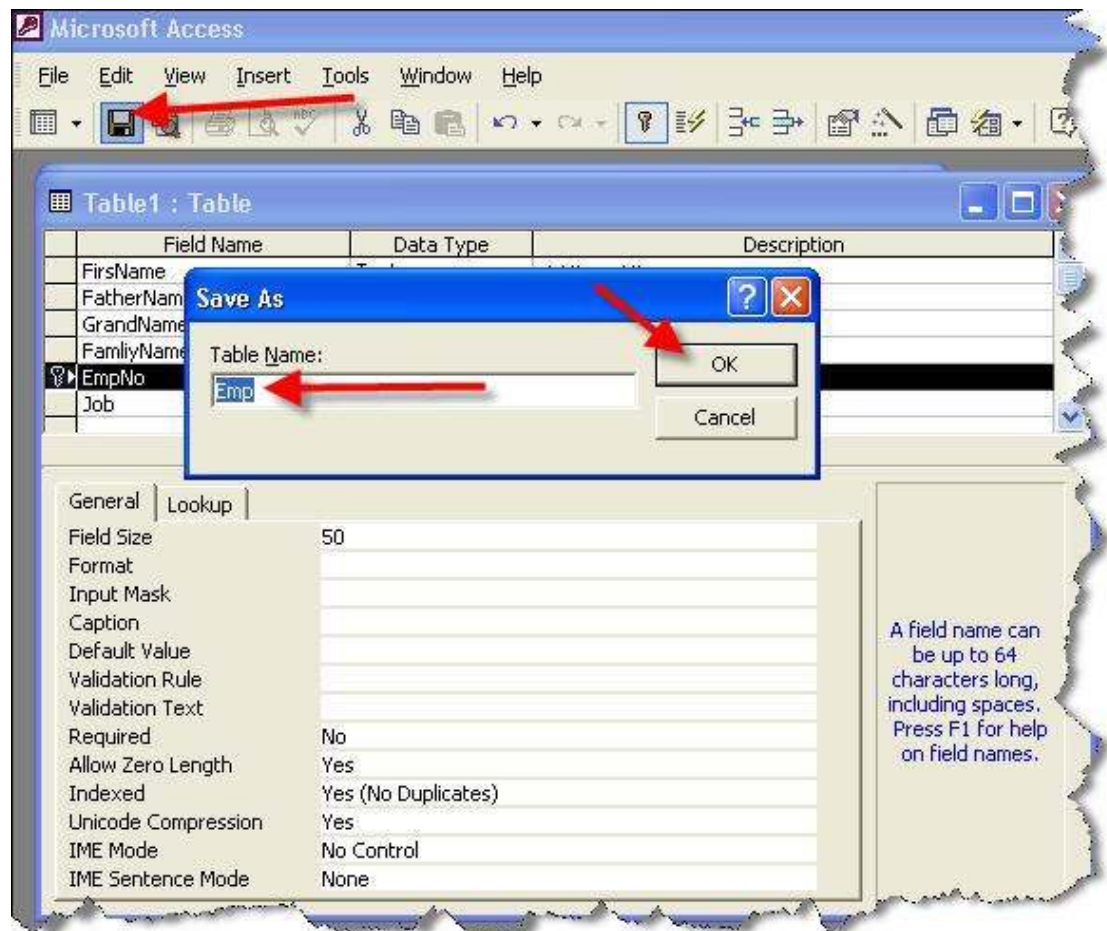 Microsoft Access
File Edit View Insert Tools Window Help
Table1 : Table
Field Name Data Type Description
FirsName
FatherNam
GrandName
FamliyName
EmpNo
Job
Save As
Table Name:
Emp
OK
Cancel
General Lookup
Field Size 50
Format
Input Mask
Caption
Default Value
Validation Rule
Validation Text
Required No
Allow Zero Length Yes
Indexed Yes (No Duplicates)
Unicode Compression Yes
IME Mode No Control
IME Sentence Mode None
A field name can
be up to 64
characters long,
including spaces.
Press F1 for help
on field names.